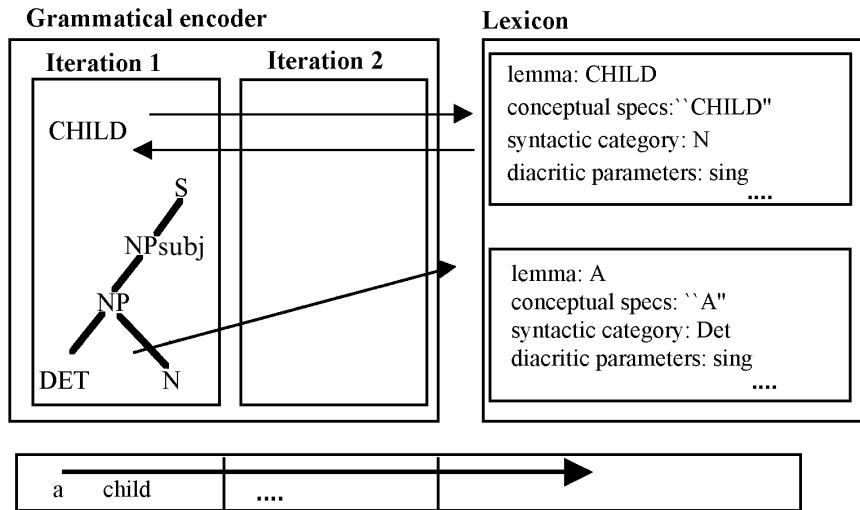 Grammatical encoder
Lexicon
Iteration 1
Iteration 2
CHILD
S
NPsubj
NP
DET
N
lemma: CHILD
conceptual specs:``CHILD"
syntactic category: N
diacritic parameters: sing
....
lemma: A
conceptual specs: ``A"
syntactic category: Det
diacritic parameters: sing
....
a child ....